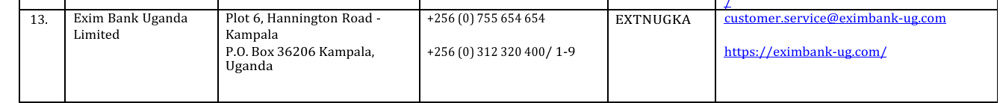 /
13.
Exim Bank Uganda
Limited
Plot 6, Hannington Road -
Kampala
P.O. Box 36206 Kampala,
Uganda
+256 (0) 755 654 654
+256 (0) 312 320 400/ 1-9
EXTNUGKA
customer.service@eximbank-ug.com
https://eximbank-ug.com/